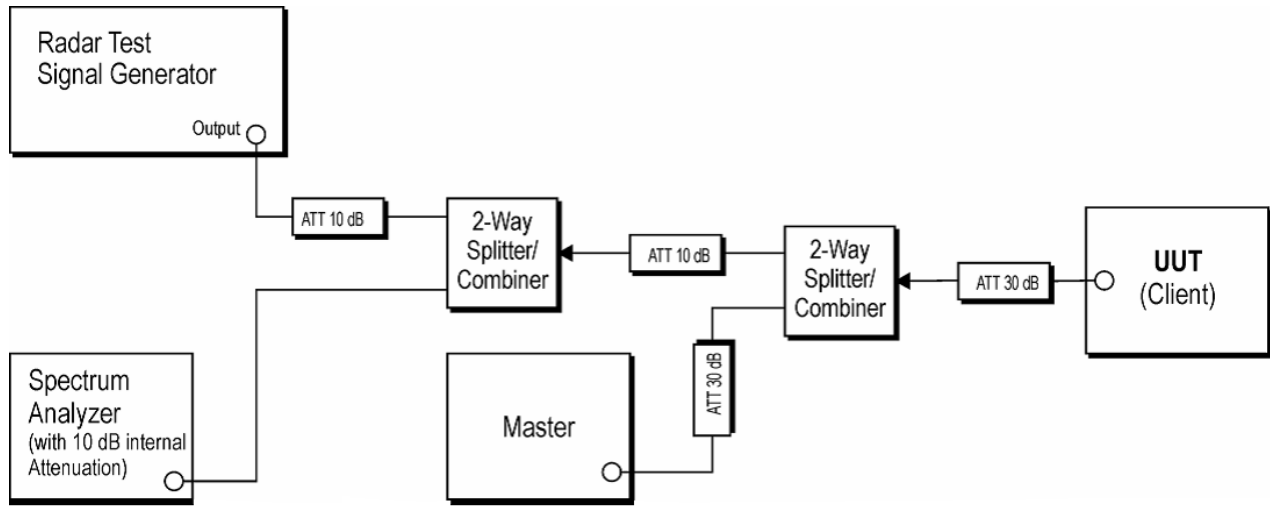 Radar Test
Signal Generator
Output
ATT 10 dB
2-Way
Splitter/
Combiner
ATT 10 dB
2-Way
Splitter/
Combiner
ATT 30 dB
UUT
(Client)
Spectrum
Analyzer
(with 10 dB internal
Attenuation)
Master
ATT 30 dB